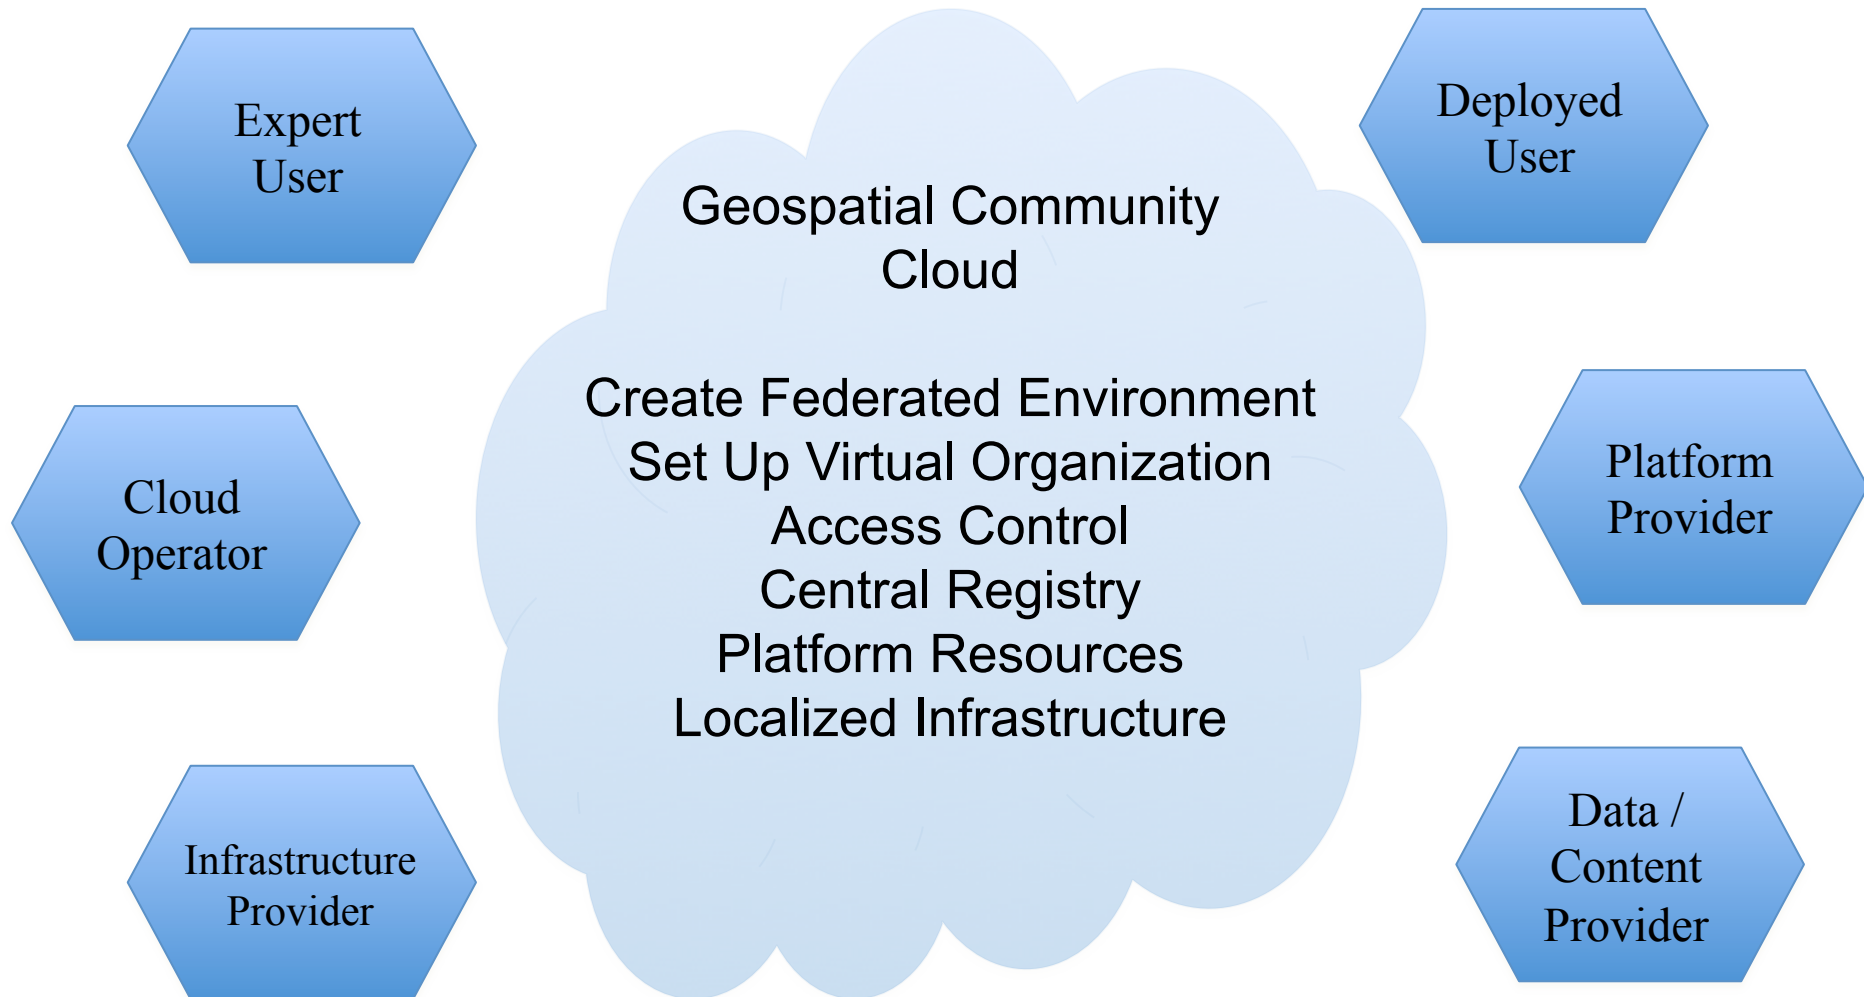 Expert
User
Deployed
User
Geospatial Community
Cloud
Create Federated Environment
Set Up Virtual Organization
Access Control
Central Registry
Platform Resources
Localized Infrastructure
Cloud
Operator
Platform
Provider
Infrastructure
Provider
Data /
Content
Provider